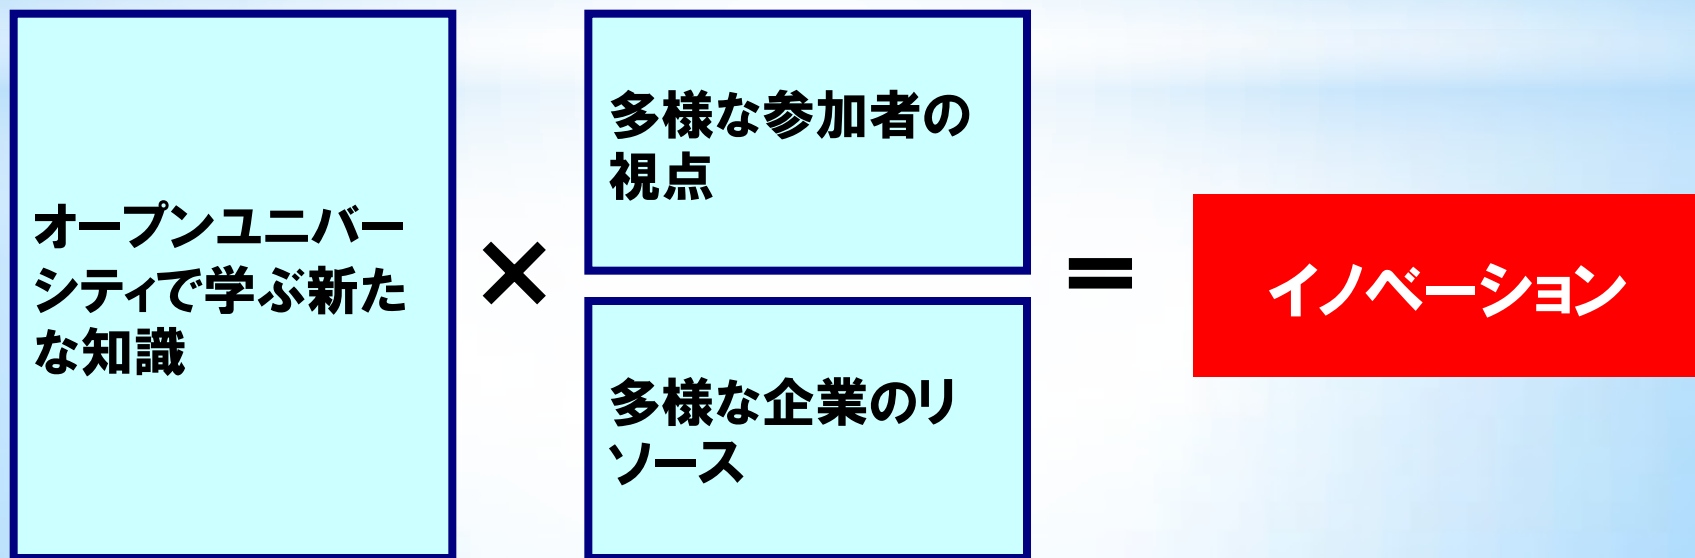 オープンユニバー
シティで学ぶ新た
な知識
×
多様な参加者の
視点
多様な企業のリ
ソース
=
イノベーション